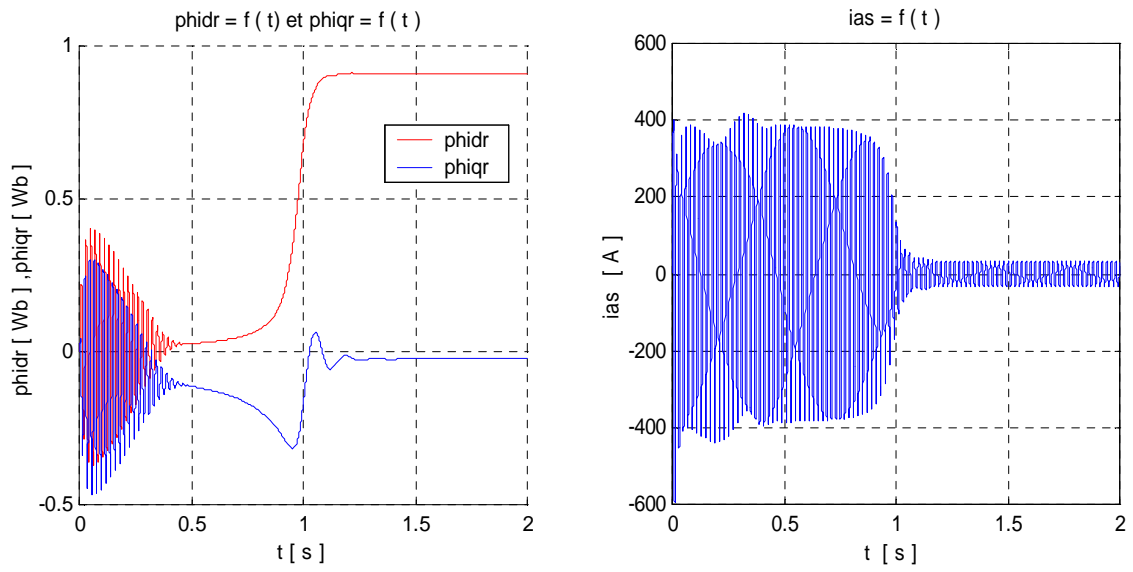 phidr = f ( t) et phiqr = f ( t )
1
0.5
0
-0.5
phidr [ Wb ] ,phiqr [ Wb ]
phidr
phiqr
0 0.5 1 1.5 2
t [ s ]
ias = f ( t )
600
400
200
0
-200
-400
-600
ias [ A ]
0 0.5 1 1.5 2
t [ s ]